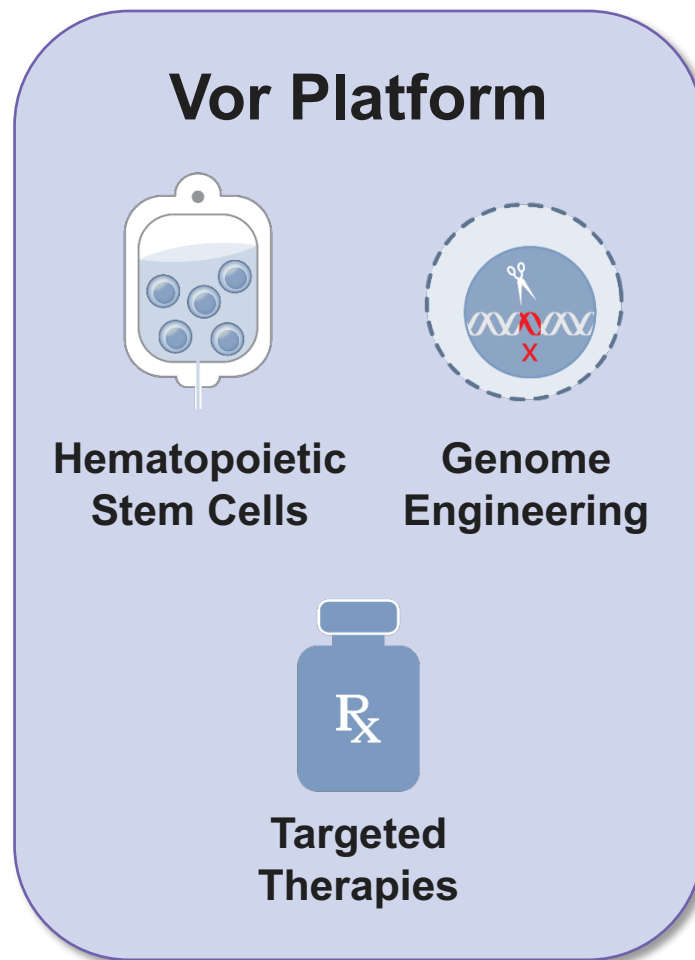 Vor Platform
X
Hematopoietic
Stem Cells
Genome
Engineering
Rx
Targeted
Therapies